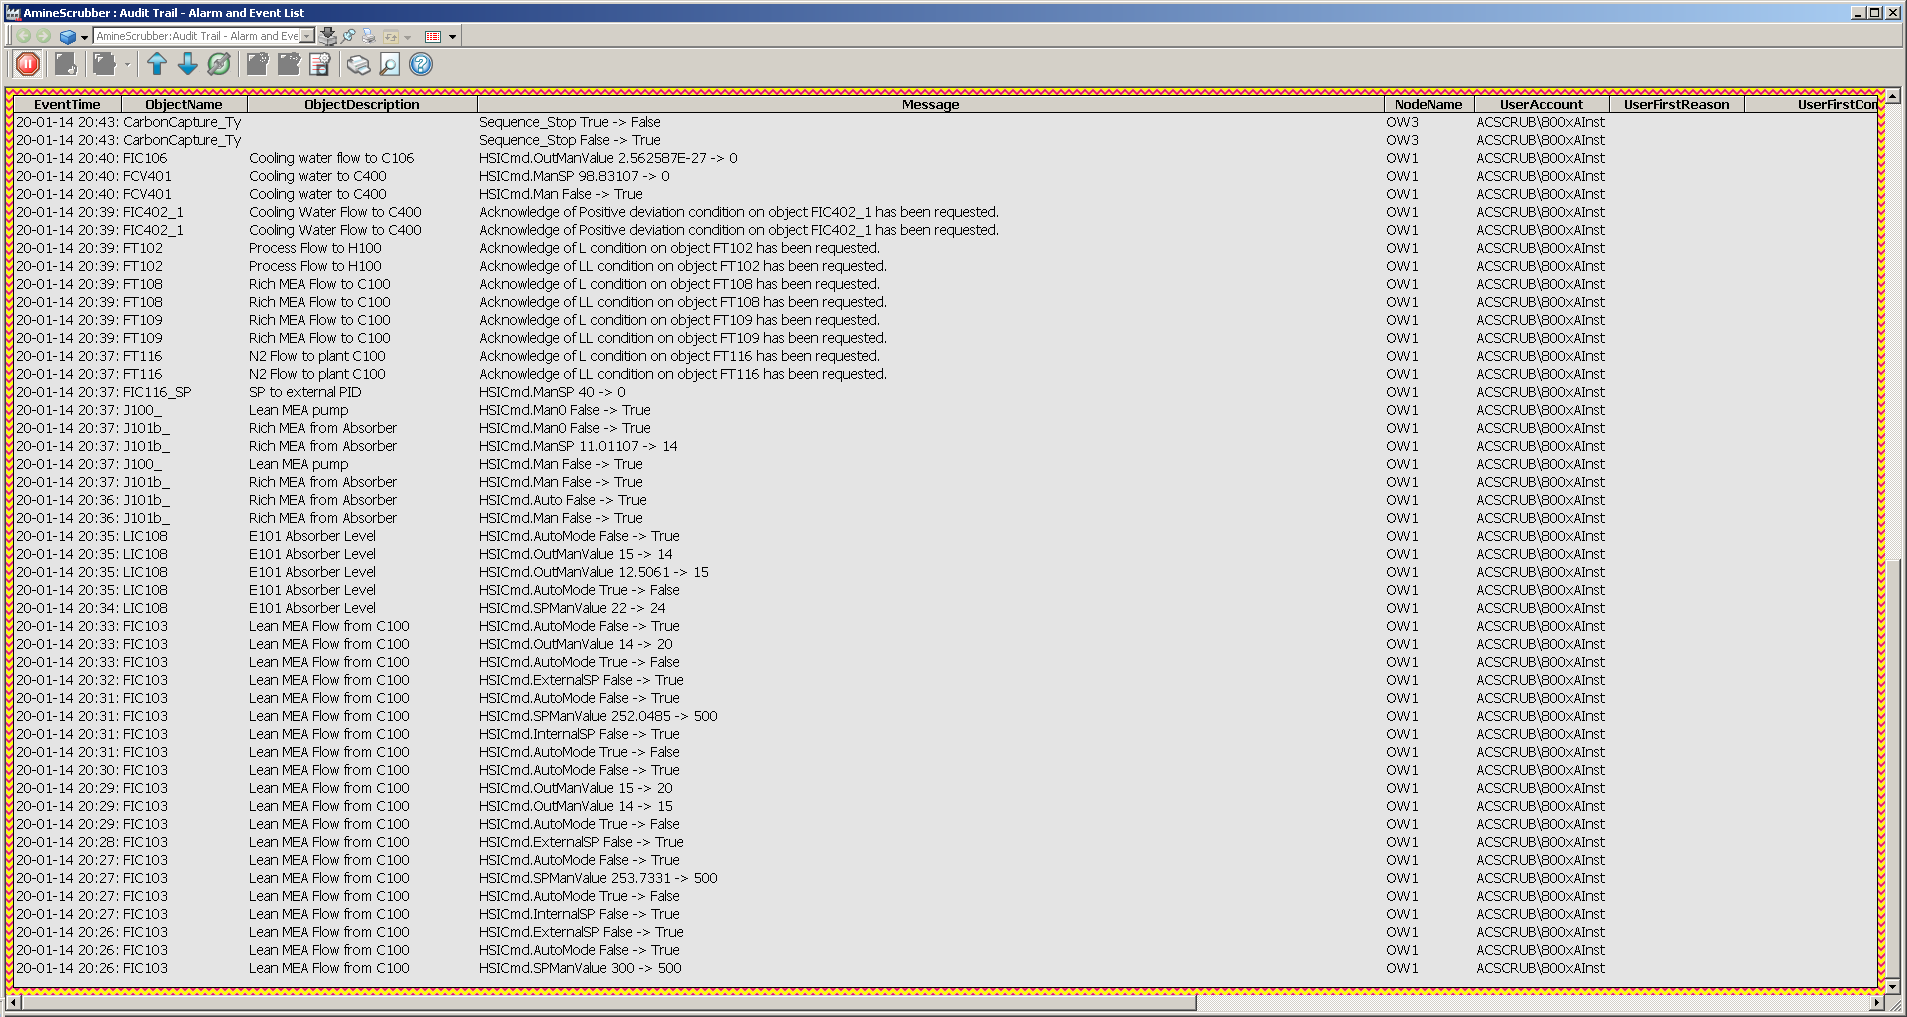 AmineScrubber : Audit Trail - Alarm and Event List
AmineScrubber:Audit Trail - Alarm and Eve
EventTime ObjectName ObjectDescription Message NodeName UserAccount UserFirstReason UserFirstCon
20-01-14 20:43: CarbonCapture_Ty Sequence_Stop True -> False OW3 ACSCRUB\800xAInst
20-01-14 20:43: CarbonCapture_Ty Sequence_Stop False -> True OW3 ACSCRUB\800xAInst
20-01-14 20:40: FIC106 Cooling water flow to C106 HSICmd.OutManValue 2.562587E-27 -> 0 OW1 ACSCRUB\800xAInst
20-01-14 20:40: FCV401 Cooling water to C400 HSICmd.ManSP 98.83107 -> 0 OW1 ACSCRUB\800xAInst
20-01-14 20:40: FCV401 Cooling water to C400 HSICmd.Man False -> True OW1 ACSCRUB\800xAInst
20-01-14 20:39: FIC402_1 Cooling Water Flow to C400 Acknowledge of Positive deviation condition on object FIC402_1 has been requested. OW1 ACSCRUB\800xAInst
20-01-14 20:39: FIC402_1 Cooling Water Flow to C400 Acknowledge of Positive deviation condition on object FIC402_1 has been requested. OW1 ACSCRUB\800xAInst
20-01-14 20:39: FT102 Process Flow to H100 Acknowledge of L condition on object FT102 has been requested. OW1 ACSCRUB\800xAInst
20-01-14 20:39: FT102 Process Flow to H100 Acknowledge of LL condition on object FT102 has been requested. OW1 ACSCRUB\800xAInst
20-01-14 20:39: FT108 Rich MEA Flow to C100 Acknowledge of L condition on object FT108 has been requested. OW1 ACSCRUB\800xAInst
20-01-14 20:39: FT108 Rich MEA Flow to C100 Acknowledge of LL condition on object FT108 has been requested. OW1 ACSCRUB\800xAInst
20-01-14 20:39: FT109 Rich MEA Flow to C100 Acknowledge of L condition on object FT109 has been requested. OW1 ACSCRUB\800xAInst
20-01-14 20:39: FT109 Rich MEA Flow to C100 Acknowledge of LL condition on object FT109 has been requested. OW1 ACSCRUB\800xAInst
20-01-14 20:37: FT116 N2 Flow to plant C100 Acknowledge of L condition on object FT116 has been requested. OW1 ACSCRUB\800xAInst
20-01-14 20:37: FT116 N2 Flow to plant C100 Acknowledge of LL condition on object FT116 has been requested. OW1 ACSCRUB\800xAInst
20-01-14 20:37: FIC116_SP SP to external PID HSICmd.ManSP 40 -> 0 OW1 ACSCRUB\800xAInst
20-01-14 20:37: J100_ Lean MEA pump HSICmd.Man0 False -> True OW1 ACSCRUB\800xAInst
20-01-14 20:37: J101b_ Rich MEA from Absorber HSICmd.Man0 False -> True OW1 ACSCRUB\800xAInst
20-01-14 20:37: J101b_ Rich MEA from Absorber HSICmd.ManSP 11.01107 -> 14 OW1 ACSCRUB\800xAInst
20-01-14 20:37: J100_ Lean MEA pump HSICmd.Man False -> True OW1 ACSCRUB\800xAInst
20-01-14 20:37: J101b_ Rich MEA from Absorber HSICmd.Man False -> True OW1 ACSCRUB\800xAInst
20-01-14 20:36: J101b_ Rich MEA from Absorber HSICmd.Auto False -> True OW1 ACSCRUB\800xAInst
20-01-14 20:36: J101b_ Rich MEA from Absorber HSICmd.Man False -> True OW1 ACSCRUB\800xAInst
20-01-14 20:35: LIC108 E101 Absorber Level HSICmd.AutoMode False -> True OW1 ACSCRUB\800xAInst
20-01-14 20:35: LIC108 E101 Absorber Level HSICmd.OutManValue 15 -> 14 OW1 ACSCRUB\800xAInst
20-01-14 20:35: LIC108 E101 Absorber Level HSICmd.OutManValue 12.5061 -> 15 OW1 ACSCRUB\800xAInst
20-01-14 20:35: LIC108 E101 Absorber Level HSICmd.AutoMode True -> False OW1 ACSCRUB\800xAInst
20-01-14 20:34: LIC108 E101 Absorber Level HSICmd.SPManValue 22 -> 24 OW1 ACSCRUB\800xAInst
20-01-14 20:33: FIC103 Lean MEA Flow from C100 HSICmd.AutoMode False -> True OW1 ACSCRUB\800xAInst
20-01-14 20:33: FIC103 Lean MEA Flow from C100 HSICmd.OutManValue 14 -> 20 OW1 ACSCRUB\800xAInst
20-01-14 20:33: FIC103 Lean MEA Flow from C100 HSICmd.AutoMode True -> False OW1 ACSCRUB\800xAInst
20-01-14 20:32: FIC103 Lean MEA Flow from C100 HSICmd.ExternalSP False -> True OW1 ACSCRUB\800xAInst
20-01-14 20:31: FIC103 Lean MEA Flow from C100 HSICmd.AutoMode False -> True OW1 ACSCRUB\800xAInst
20-01-14 20:31: FIC103 Lean MEA Flow from C100 HSICmd.SPManValue 252.0485 -> 500 OW1 ACSCRUB\800xAInst
20-01-14 20:31: FIC103 Lean MEA Flow from C100 HSICmd.InternalSP False -> True OW1 ACSCRUB\800xAInst
20-01-14 20:31: FIC103 Lean MEA Flow from C100 HSICmd.AutoMode True -> False OW1 ACSCRUB\800xAInst
20-01-14 20:30: FIC103 Lean MEA Flow from C100 HSICmd.AutoMode False -> True OW1 ACSCRUB\800xAInst
20-01-14 20:29: FIC103 Lean MEA Flow from C100 HSICmd.OutManValue 15 -> 20 OW1 ACSCRUB\800xAInst
20-01-14 20:29: FIC103 Lean MEA Flow from C100 HSICmd.OutManValue 14 -> 15 OW1 ACSCRUB\800xAInst
20-01-14 20:29: FIC103 Lean MEA Flow from C100 HSICmd.AutoMode True -> False OW1 ACSCRUB\800xAInst
20-01-14 20:28: FIC103 Lean MEA Flow from C100 HSICmd.ExternalSP False -> True OW1 ACSCRUB\800xAInst
20-01-14 20:27: FIC103 Lean MEA Flow from C100 HSICmd.AutoMode False -> True OW1 ACSCRUB\800xAInst
20-01-14 20:27: FIC103 Lean MEA Flow from C100 HSICmd.SPManValue 253.7331 -> 500 OW1 ACSCRUB\800xAInst
20-01-14 20:27: FIC103 Lean MEA Flow from C100 HSICmd.AutoMode True -> False OW1 ACSCRUB\800xAInst
20-01-14 20:27: FIC103 Lean MEA Flow from C100 HSICmd.InternalSP False -> True OW1 ACSCRUB\800xAInst
20-01-14 20:26: FIC103 Lean MEA Flow from C100 HSICmd.ExternalSP False -> True OW1 ACSCRUB\800xAInst
20-01-14 20:26: FIC103 Lean MEA Flow from C100 HSICmd.AutoMode False -> True OW1 ACSCRUB\800xAInst
20-01-14 20:26: FIC103 Lean MEA Flow from C100 HSICmd.SPManValue 300 -> 500 OW1 ACSCRUB\800xAInst